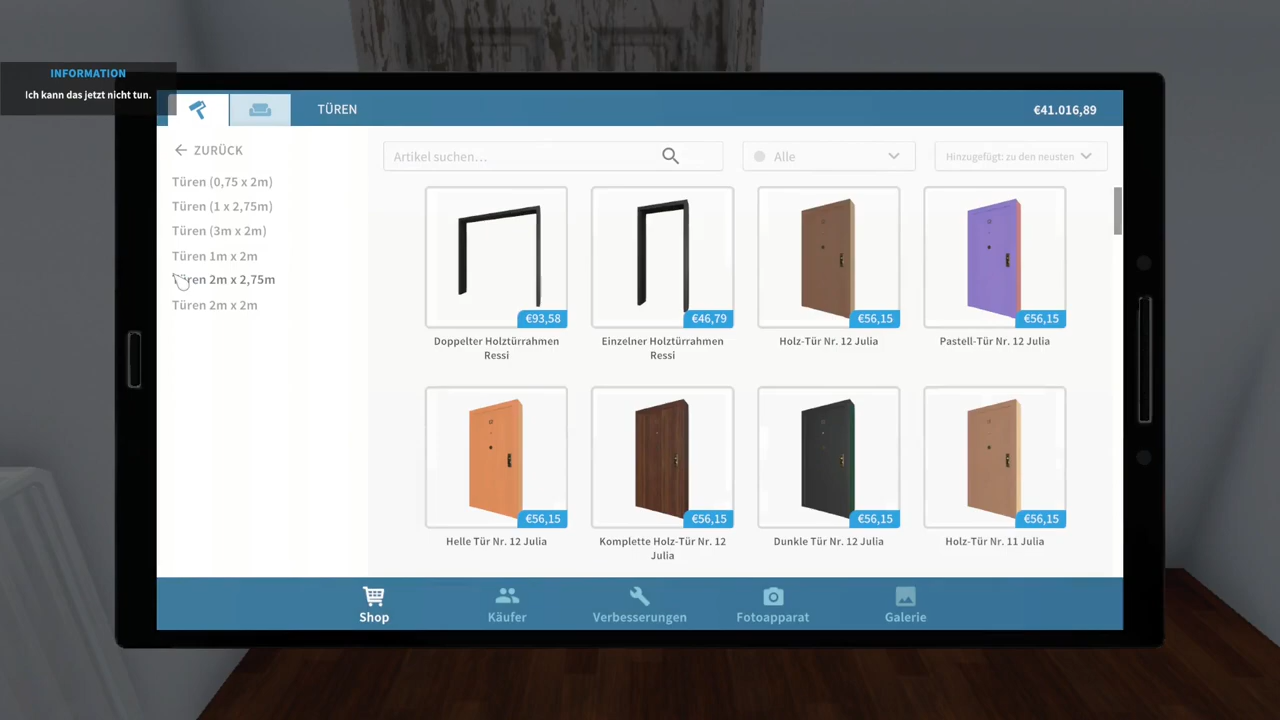 INFORMATION
Ich kann das jetzt nicht tun.
TÜREN
€41.016,89
ZURÜCK
Türen (0,75 x 2m)
Türen (1 x 2,75m)
Türen (3m x 2m)
Türen 1m x 2m
Türen 2m x 2,75m
Türen 2m x 2m
Artikel suchen...
Alle
Hinzugefügt: zu den neusten
€93,58
€46,79
€56,15
€56,15
Doppelter Holztürrahmen
Ressi
Einzelner Holztürrahmen
Ressi
Holz-Tür Nr. 12 Julia
Pastell-Tür Nr. 12 Julia
€56,15
€56,15
€56,15
€56,15
Helle Tür Nr. 12 Julia
Komplette Holz-Tür Nr. 12
Julia
Dunkle Tür Nr. 12 Julia
Holz-Tür Nr. 11 Julia
Shop
Käufer
Verbesserungen
Fotoapparat
Galerie